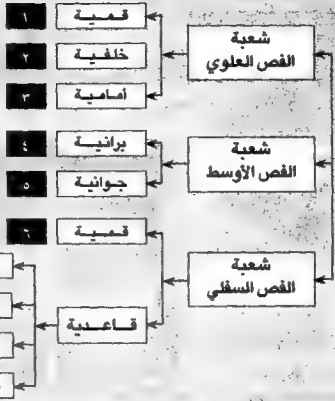 شعبة
الفص العلوي
قمية
١
خلفية
٢
أمامية
٣
شعبة
الفص الأوسط
برانية
٤
جوانية
٥
شعبة
الفص السفلي
قمية
٦
قاعدية